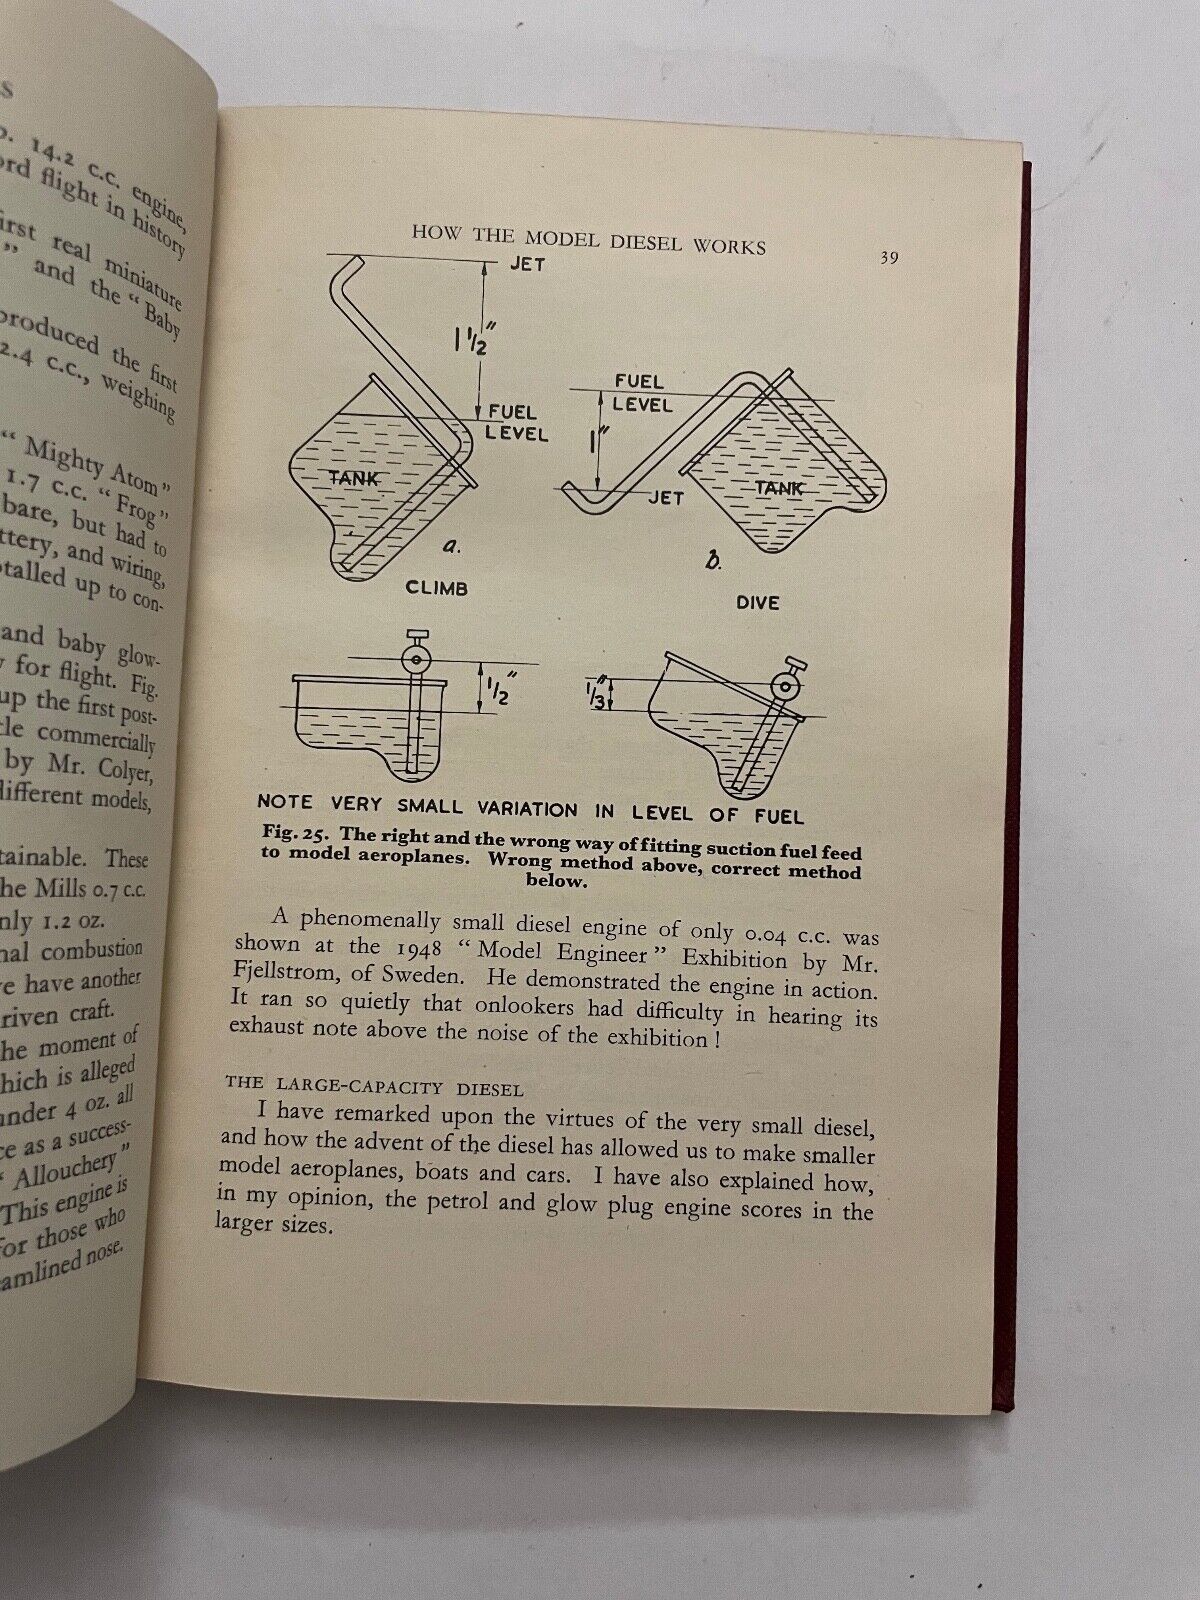 S
14.2 c.c. engine,
ord flight in history
first real miniature
" and the "Baby
produced the first
2.4 c.c., weighing
"Mighty Atom"
1.7 c.c. "Frog"
bare, but had to
ttery, and wiring,
otalled up to con-
and baby glow-
for flight. Fig.
up the first post-
cle commercially
by Mr. Colyer,
different models,
tainable. These
the Mills 0.7 c.c.
only 1.2 oz.
nal combustion
ve have another
riven craft.
the moment of
hich is alleged
under 4 oz. all
ce as a success-
"Allouchery"
This engine is
for those who
eamlined nose.
HOW THE MODEL DIESEL WORKS 39
JET
1 1/2"
FUEL
LEVEL
TANK
a.
CLIMB
FUEL
LEVEL
1"
JET
TANK
b.
DIVE
1/2"
1/3"
NOTE VERY SMALL VARIATION IN LEVEL OF FUEL
Fig. 25. The right and the wrong way of fitting suction fuel feed
to model aeroplanes. Wrong method above, correct method
below.
A phenomenally small diesel engine of only 0.04 c.c. was
shown at the 1948 "Model Engineer" Exhibition by Mr.
Fjellstrom, of Sweden. He demonstrated the engine in action.
It ran so quietly that onlookers had difficulty in hearing its
exhaust note above the noise of the exhibition!
THE LARGE-CAPACITY DIESEL
I have remarked upon the virtues of the very small diesel,
and how the advent of the diesel has allowed us to make smaller
model aeroplanes, boats and cars. I have also explained how,
in my opinion, the petrol and glow plug engine scores in the
larger sizes.